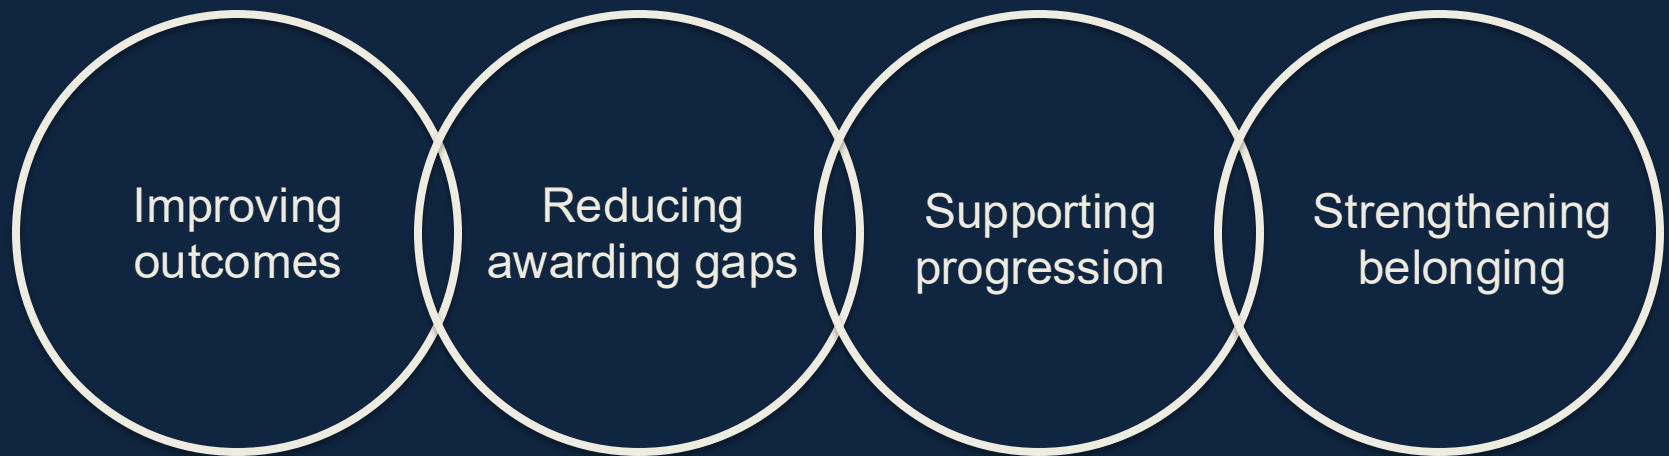 Improving
outcomes
Reducing
awarding gaps
Supporting
progression
Strengthening
belonging